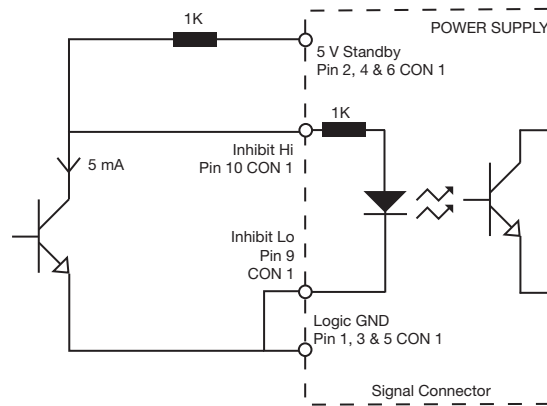 1K
POWER SUPPLY
5 V Standby
Pin 2, 4 & 6 CON 1
1K
Inhibit Hi
Pin 10 CON 1
5 mA
Inhibit Lo
Pin 9
CON 1
Logic GND
Pin 1, 3 & 5 CON 1
Signal Connector